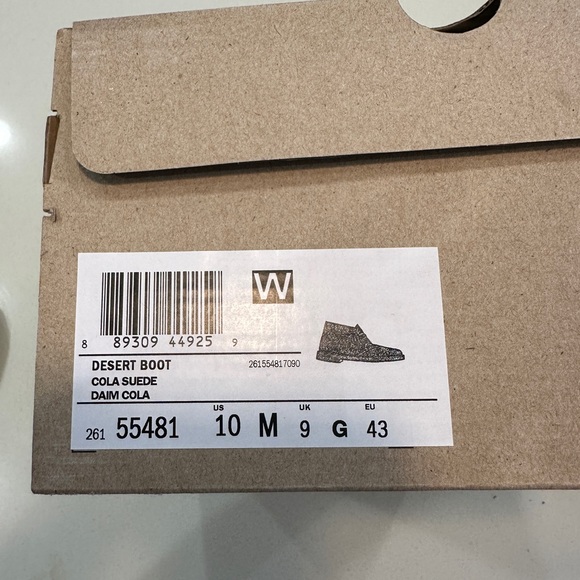 W
8 89309 44925 9
DESERT BOOT 261554817090
COLA SUEDE
DAIM COLA
US UK EU
261 55481 10 M 9 G 43